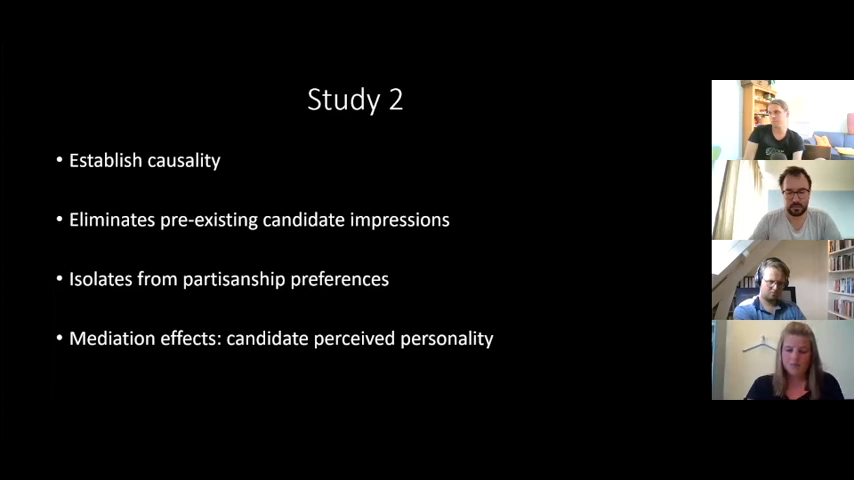 Study 2
• Establish causality
• Eliminates pre-existing candidate impressions
• Isolates from partisanship preferences
• Mediation effects: candidate perceived personality